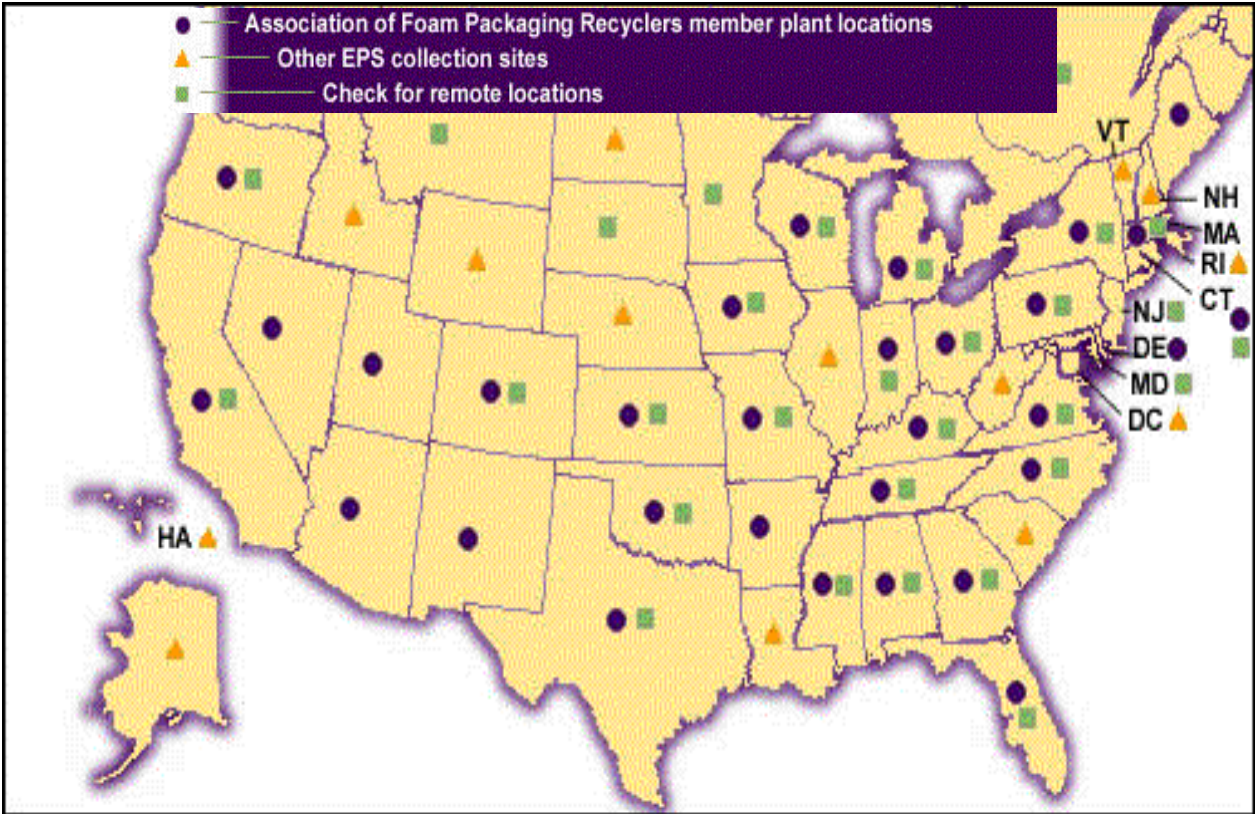 Association of Foam Packaging Recyclers member plant locations
Other EPS collection sites
Check for remote locations
VT
NH
MA
RI
CT
NJ
DE
MD
DC
HA